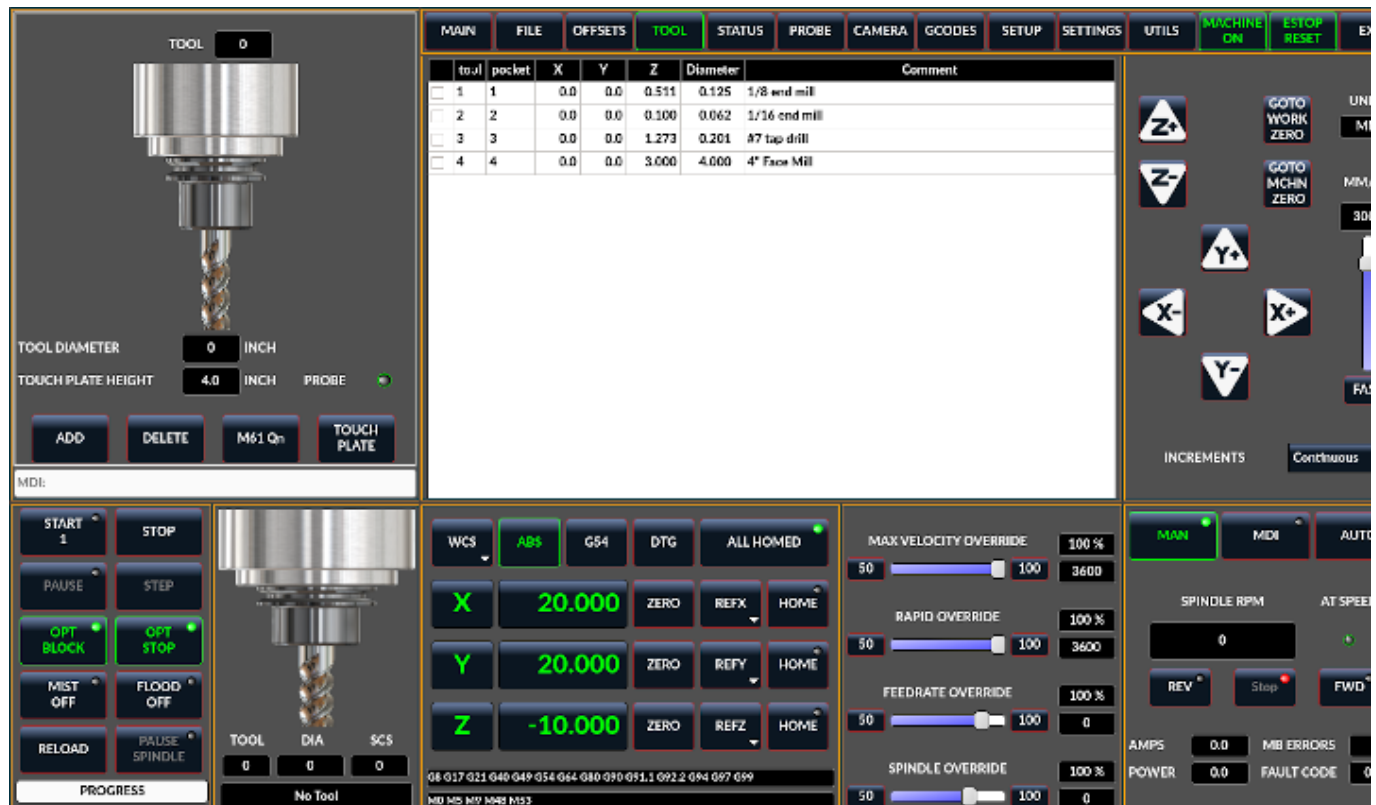 TOOL 0
MAIN FILE OFFSETS TOOL STATUS PROBE CAMERA GCODES SETUP SETTINGS UTILS MACHINE ON ESTOP RESET
tool pocket X Y Z Diameter Comment
1 1 0.0 0.0 0.511 0.125 1/8 end mill
2 2 0.0 0.0 0.100 0.062 1/16 end mill
3 3 0.0 0.0 1.273 0.201 #7 tap drill
4 4 0.0 0.0 3.000 4.000 4" Face Mill
TOOL DIAMETER 0 INCH
TOUCH PLATE HEIGHT 4.0 INCH PROBE
ADD DELETE M61 Qn TOUCH PLATE
MDI:
Z+ GOTO WORK ZERO
Z- GOTO MCHN ZERO
Y+
X- X+
Y-
INCREMENTS Continuous
START 1 STOP
PAUSE STEP
OPT BLOCK OPT STOP
MIST OFF FLOOD OFF
RELOAD PAUSE SPINDLE
PROGRESS
TOOL DIA SCS
0 0 0
No Tool
WCS ABS G54 DTG ALL HOMED
X 20.000 ZERO REFX HOME
Y 20.000 ZERO REFY HOME
Z -10.000 ZERO REFZ HOME
G8 G17 G21 G40 G49 G54 G64 G80 G90 G91.1 G92.2 G94 G97 G99
M0 M5 M9 M48 M53
MAX VELOCITY OVERRIDE 100 %
50 100 3600
RAPID OVERRIDE 100 %
50 100 3600
FEEDRATE OVERRIDE 100 %
50 100 0
SPINDLE OVERRIDE 100 %
50 100 0
MAN MDI AUTO
SPINDLE RPM AT SPEED
0
REV Stop FWD
AMPS 0.0 MB ERRORS
POWER 0.0 FAULT CODE